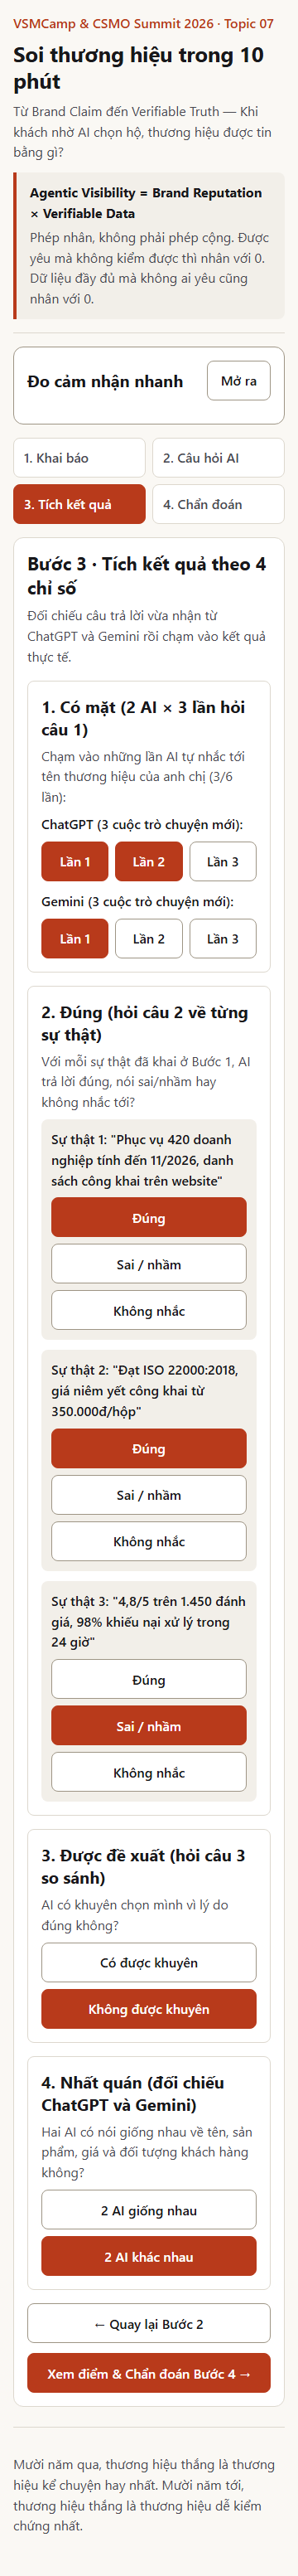 VSMCamp & CSMO Summit 2026 · Topic 07
Soi thương hiệu trong 10
phút
Từ Brand Claim đến Verifiable Truth — Khi
khách nhờ AI chọn hộ, thương hiệu được tin
bằng gì?
Agentic Visibility = Brand Reputation
× Verifiable Data
Phép nhân, không phải phép cộng. Được
yêu mà không kiểm được thì nhân với 0.
Dữ liệu đầy đủ mà không ai yêu cũng
nhân với 0.
Đo cảm nhận nhanh
Mở ra
1. Khai báo
2. Câu hỏi AI
3. Tích kết quả
4. Chẩn đoán
Bước 3 · Tích kết quả theo 4
chỉ số
Đối chiếu câu trả lời vừa nhận từ
ChatGPT và Gemini rồi chạm vào kết quả
thực tế.
1. Có mặt (2 AI × 3 lần hỏi
câu 1)
Chạm vào những lần AI tự nhắc tới
tên thương hiệu của anh chị (3/6
lần):
ChatGPT (3 cuộc trò chuyện mới):
Lần 1
Lần 2
Lần 3
Gemini (3 cuộc trò chuyện mới):
Lần 1
Lần 2
Lần 3
2. Đúng (hỏi câu 2 về từng
sự thật)
Với mỗi sự thật đã khai ở Bước 1, AI
trả lời đúng, nói sai/nhầm hay
không nhắc tới?
Sự thật 1: "Phục vụ 420 doanh
nghiệp tính đến 11/2026, danh
sách công khai trên website"
Đúng
Sai / nhầm
Không nhắc
Sự thật 2: "Đạt ISO 22000:2018,
giá niêm yết công khai từ
350.000đ/hộp"
Đúng
Sai / nhầm
Không nhắc
Sự thật 3: "4,8/5 trên 1.450 đánh
giá, 98% khiếu nại xử lý trong
24 giờ"
Đúng
Sai / nhầm
Không nhắc
3. Được đề xuất (hỏi câu 3
so sánh)
AI có khuyên chọn mình vì lý do
đúng không?
Có được khuyên
Không được khuyên
4. Nhất quán (đối chiếu
ChatGPT và Gemini)
Hai AI có nói giống nhau về tên, sản
phẩm, giá và đối tượng khách hàng
không?
2 AI giống nhau
2 AI khác nhau
← Quay lại Bước 2
Xem điểm & Chẩn đoán Bước 4 →
Mười năm qua, thương hiệu thắng là thương
hiệu kể chuyện hay nhất. Mười năm tới,
thương hiệu thắng là thương hiệu dễ kiểm
chứng nhất.